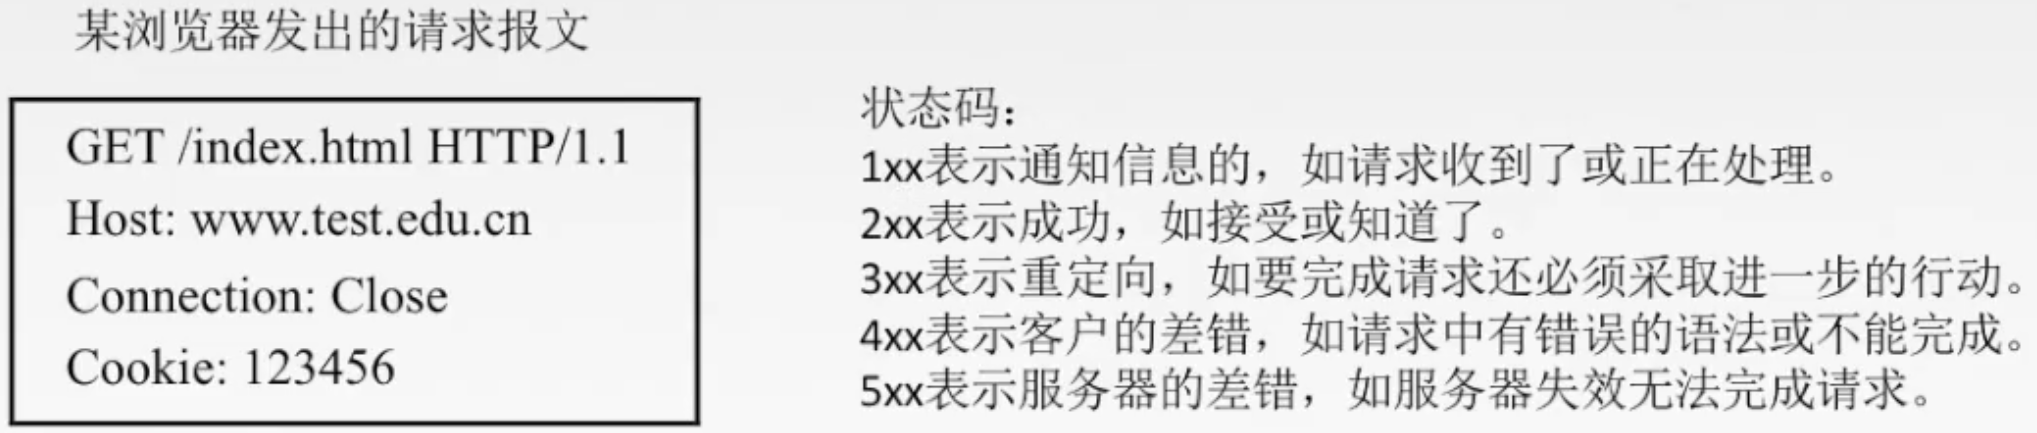 某浏览器发出的请求报文
GET /index.html HTTP/1.1
Host: www.test.edu.cn
Connection: Close
Cookie: 123456
状态码：
1xx表示通知信息的，如请求收到了或正在处理。
2xx表示成功，如接受或知道了。
3xx表示重定向，如要完成请求还必须采取进一步的行动。
4xx表示客户的差错，如请求中有错误的语法或不能完成。
5xx表示服务器的差错，如服务器失效无法完成请求。